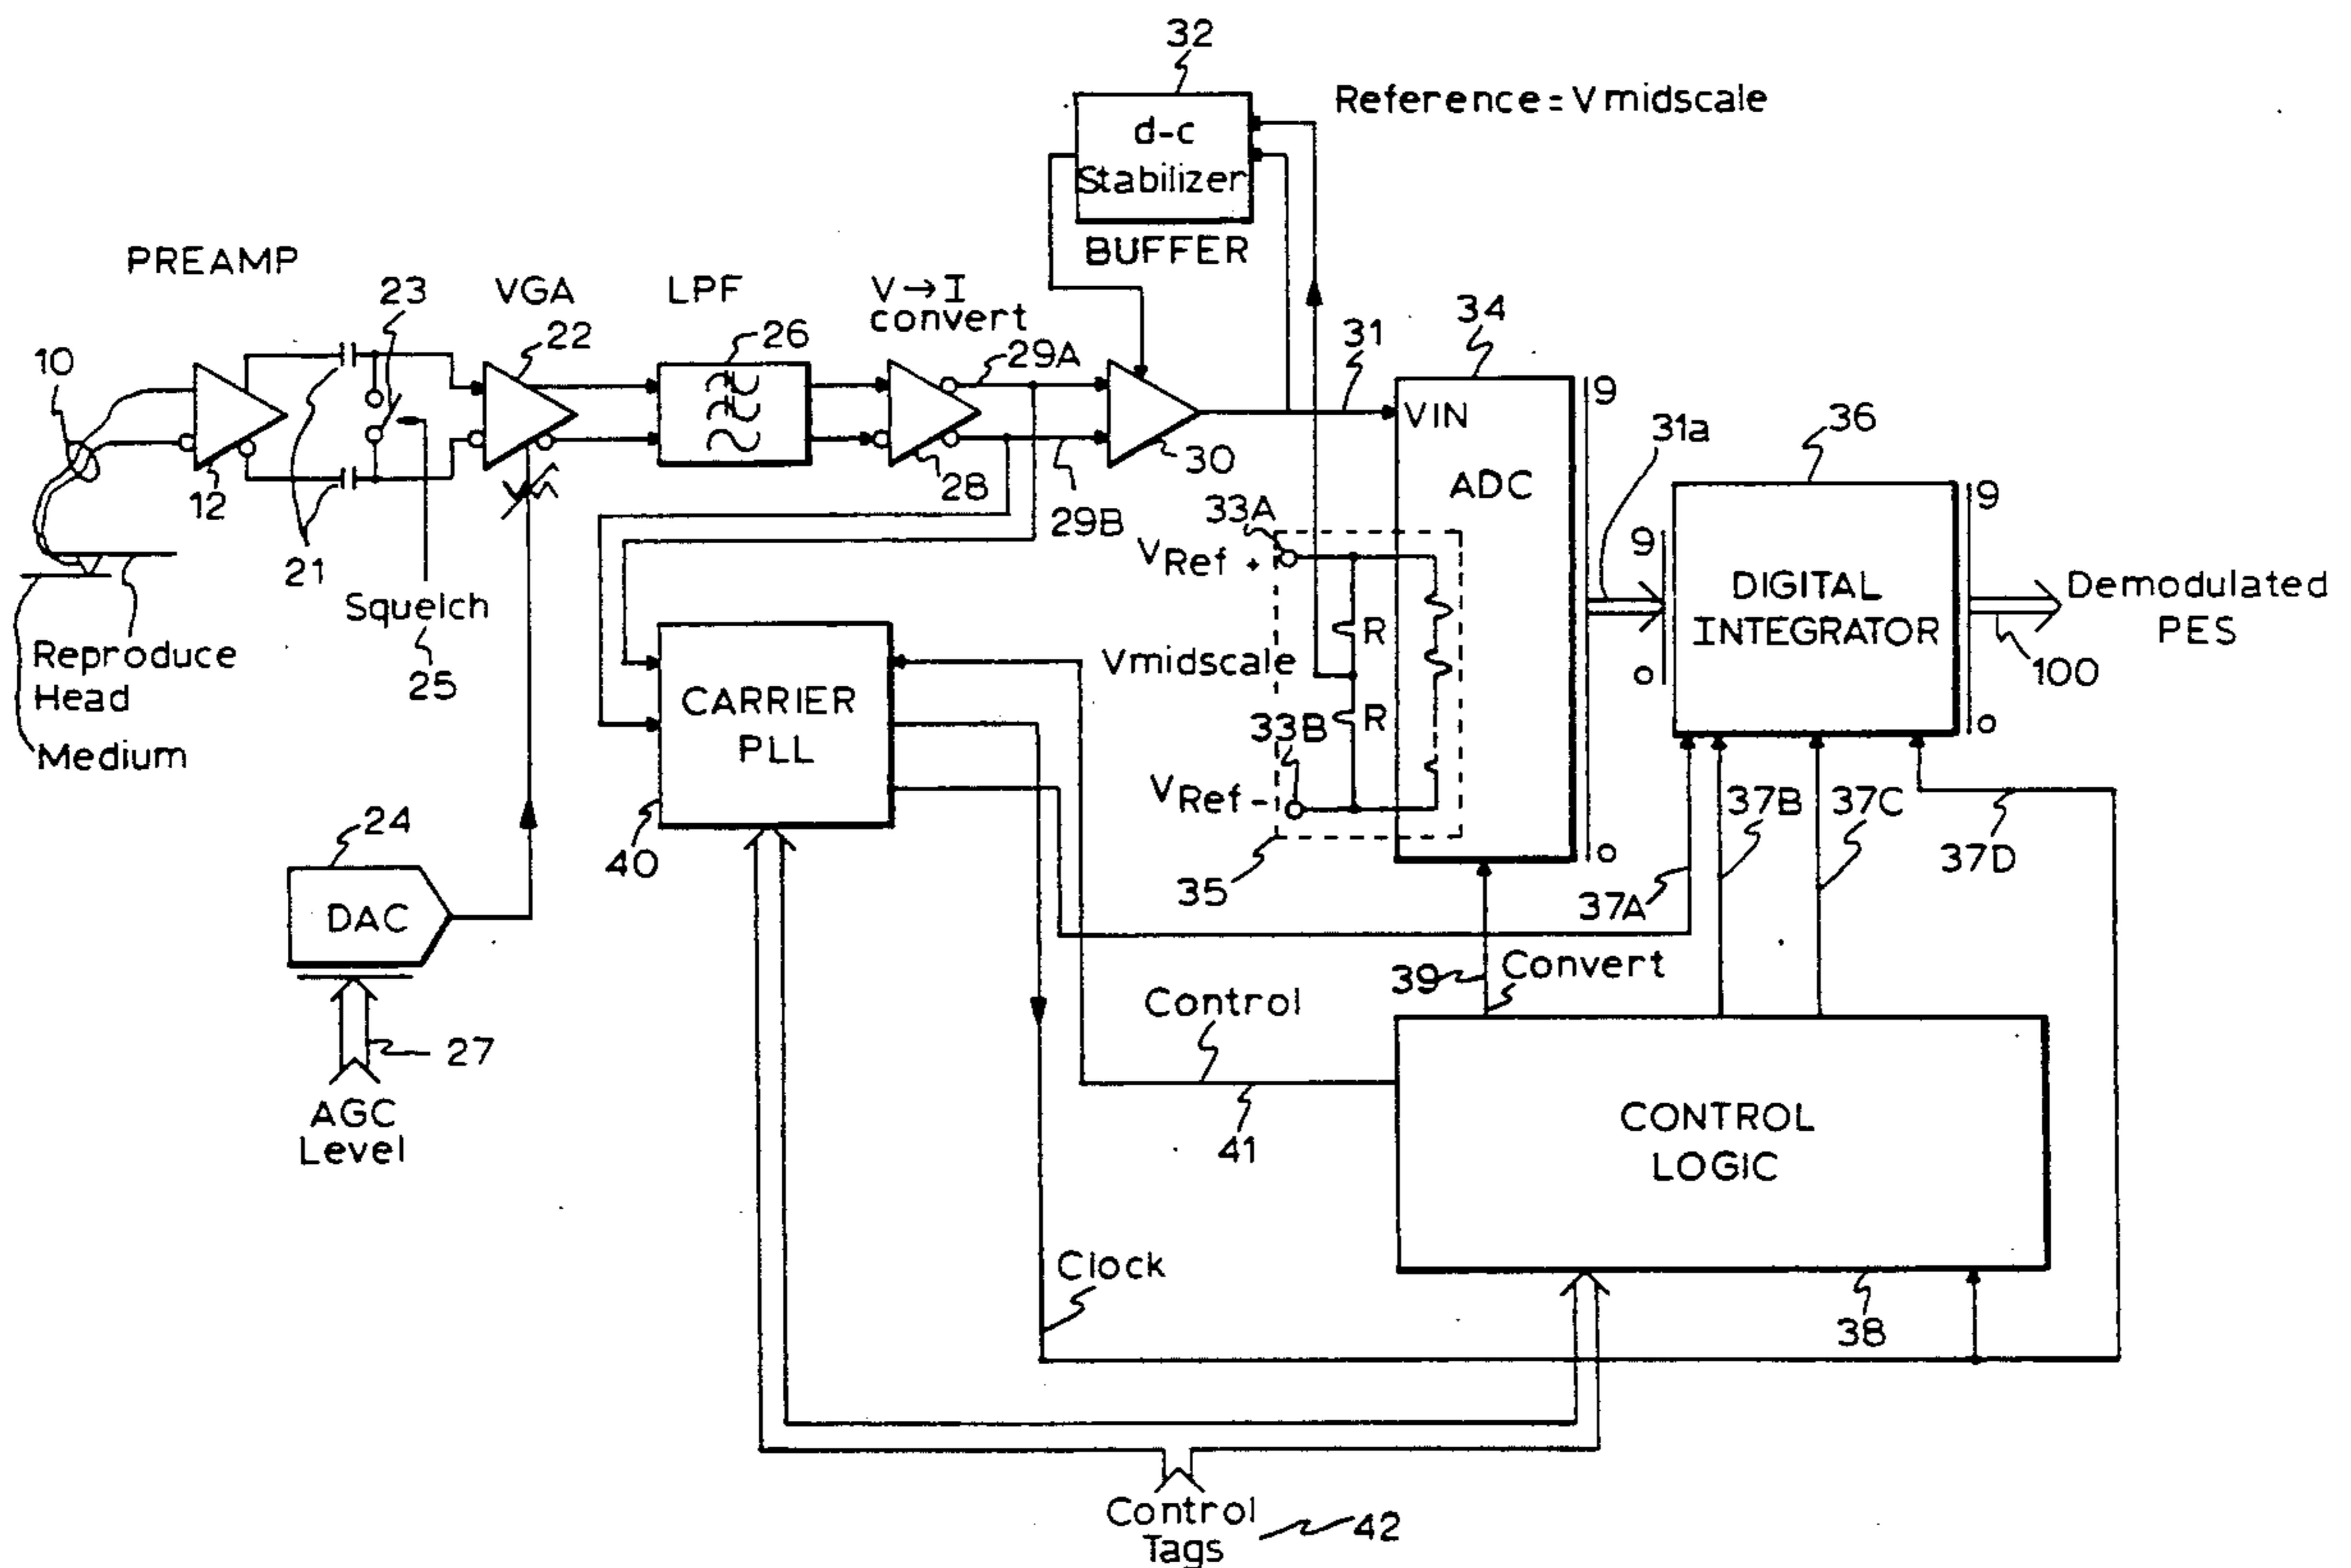 32
Reference = Vmidscale
d-c
Stabilizer
BUFFER
PREAMP
23
VGA
22
LPF
26
V → I
convert
29A
31
34
10
12
21
28
30
29B
VIN
ADC
9
0
31a
36
9
0
DIGITAL
INTEGRATOR
9
0
Demodulated
PES
100
33A
VRef +
R
Vmidscale
R
33B
VRef -
35
Squelch
25
Reproduce
Head
Medium
CARRIER
PLL
40
24
DAC
27
AGC
Level
37A
37B
37C
37D
39
Convert
Control
41
CONTROL
LOGIC
38
Clock
Control
Tags
42